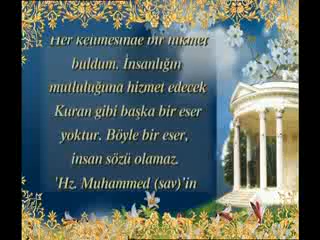 Her kelimesinde bir hikmet
buldum. İnsanlığın
mutluluğuna hizmet edecek
Kuran gibi başka bir eser
yoktur. Böyle bir eser,
insan sözü olamaz.
'Hz. Muhammed (sav)'in